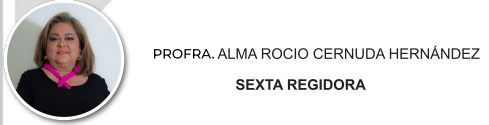 PROFRA. ALMA ROCIO CERNUDA HERNÁNDEZ
SEXTA REGIDORA